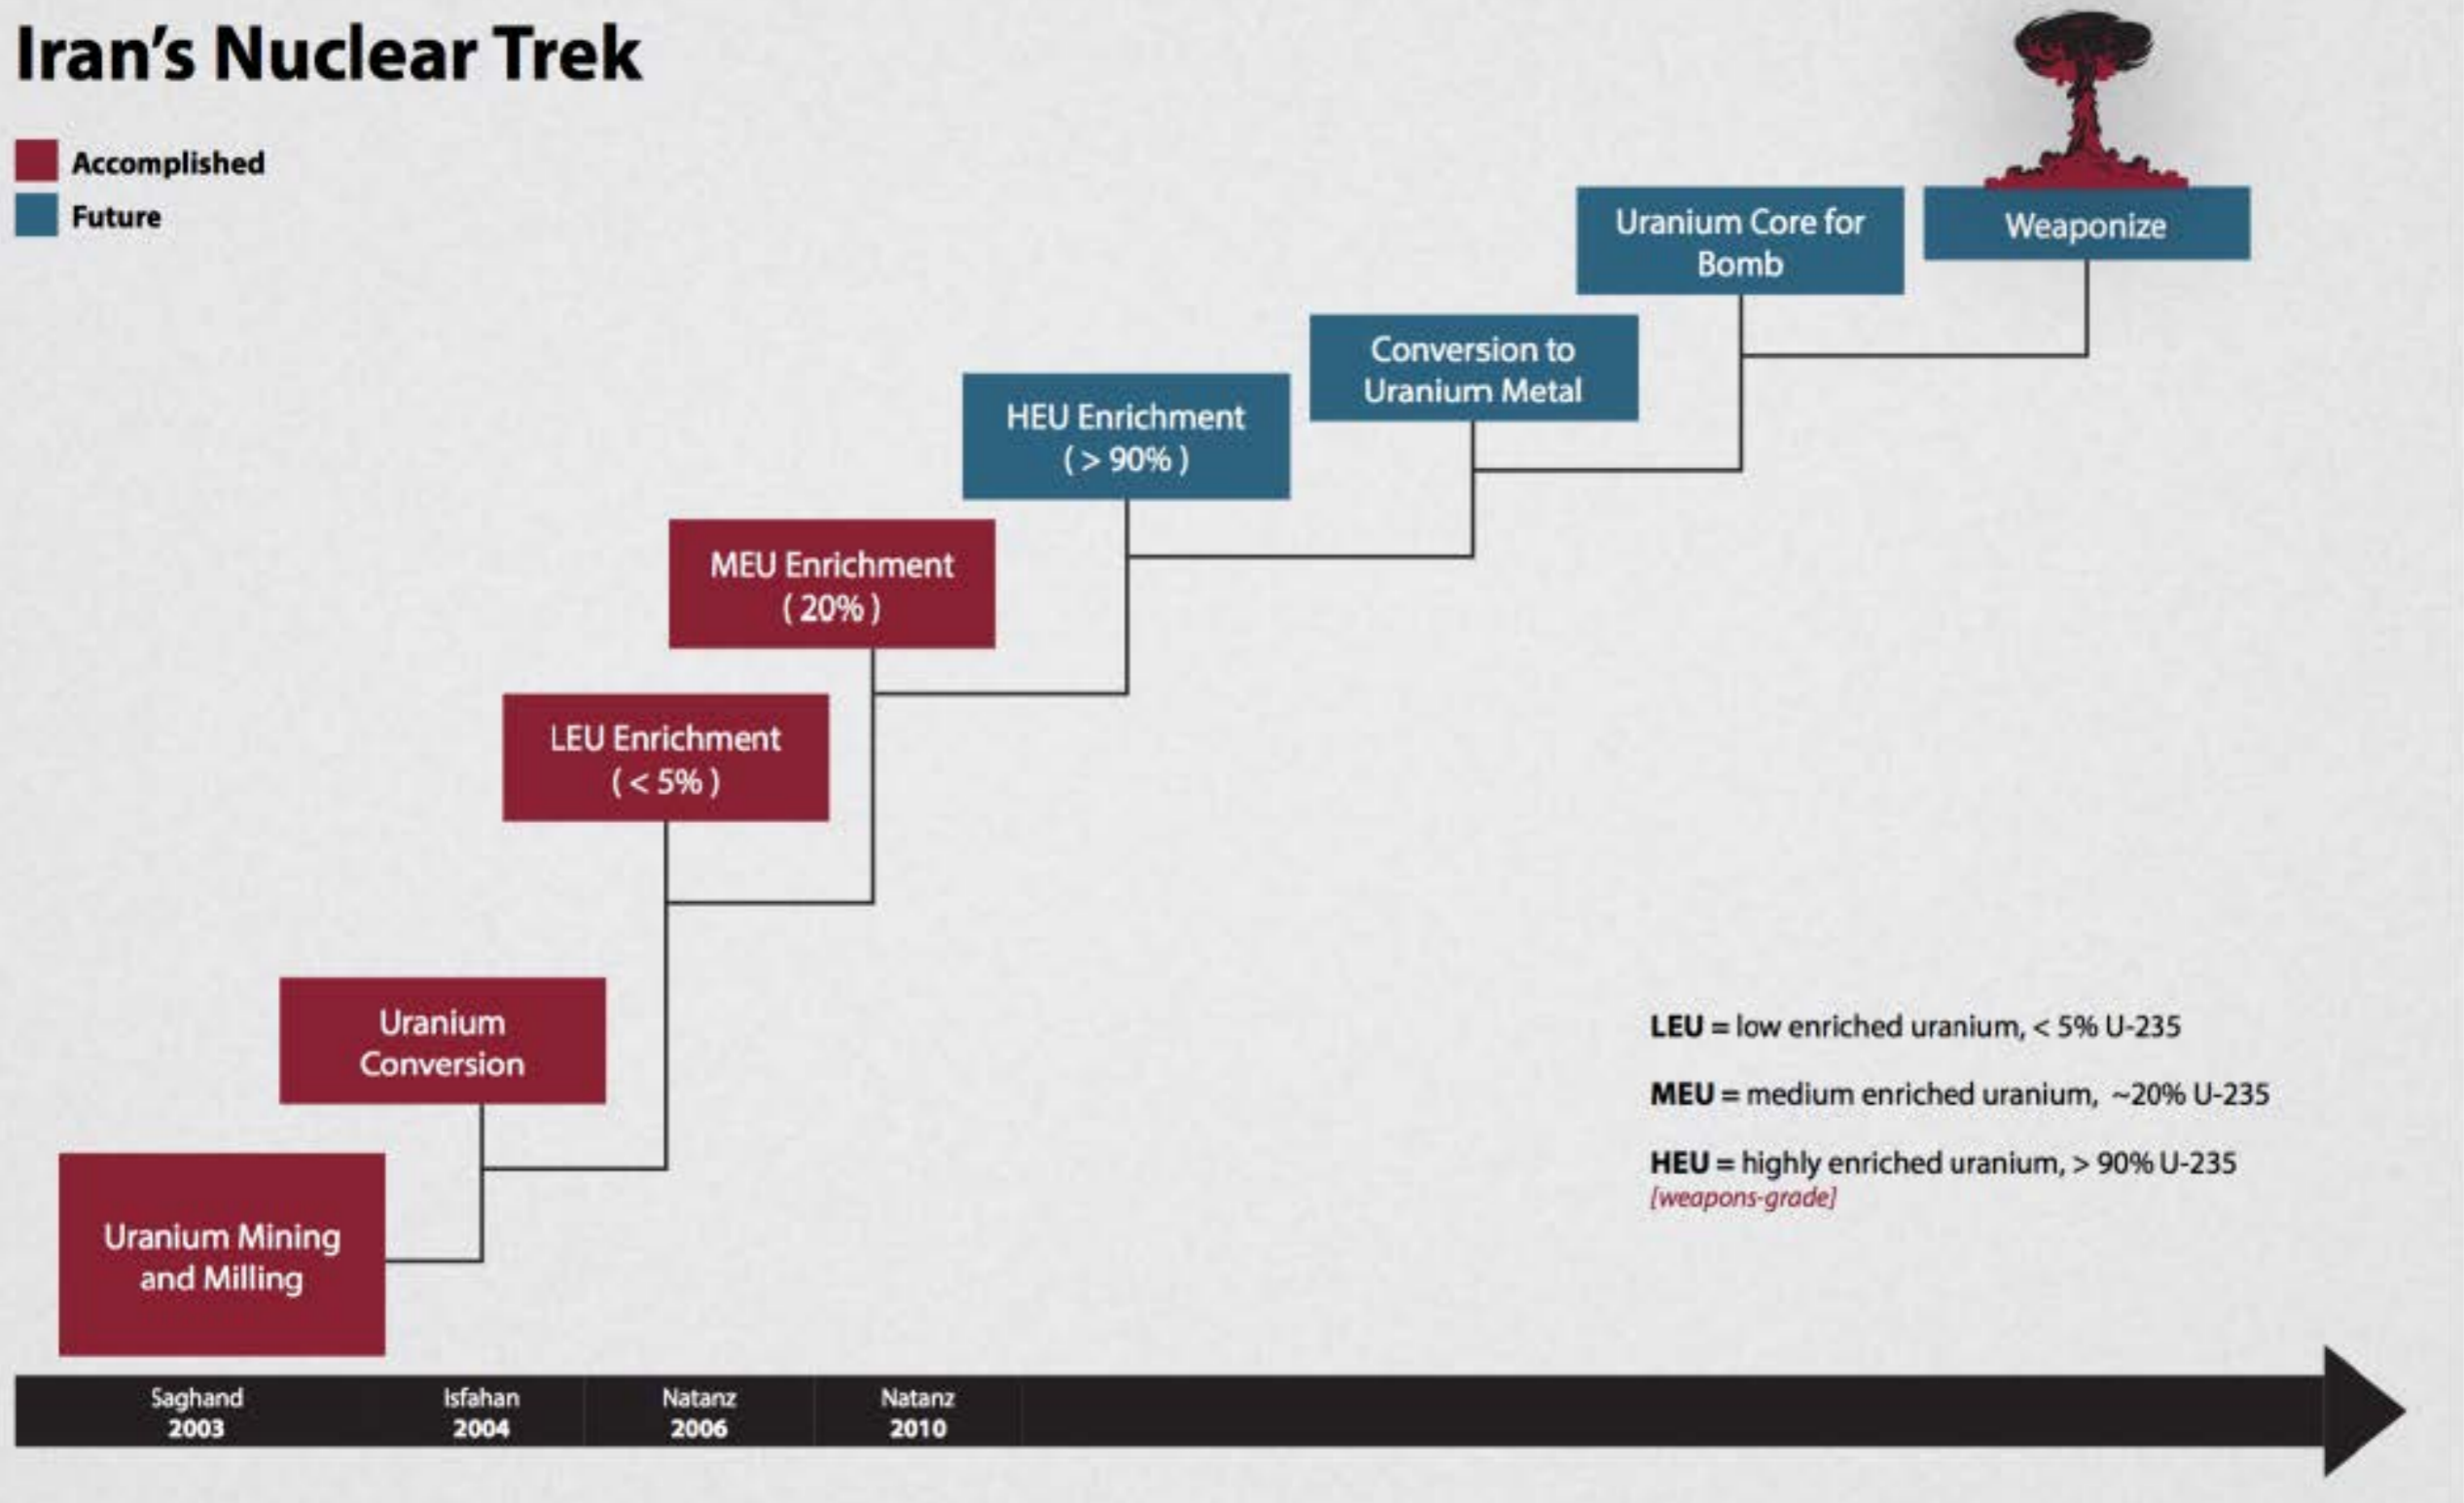 Iran's Nuclear Trek
Accomplished
Future
Uranium Core for
Bomb
Weaponize
Conversion to
Uranium Metal
HEU Enrichment
( > 90% )
MEU Enrichment
( 20% )
LEU Enrichment
( < 5% )
Uranium
Conversion
Uranium Mining
and Milling
LEU = low enriched uranium, < 5% U-235
MEU = medium enriched uranium, ~20% U-235
HEU = highly enriched uranium, > 90% U-235
[weapons-grade]
Saghand
2003
Isfahan
2004
Natanz
2006
Natanz
2010